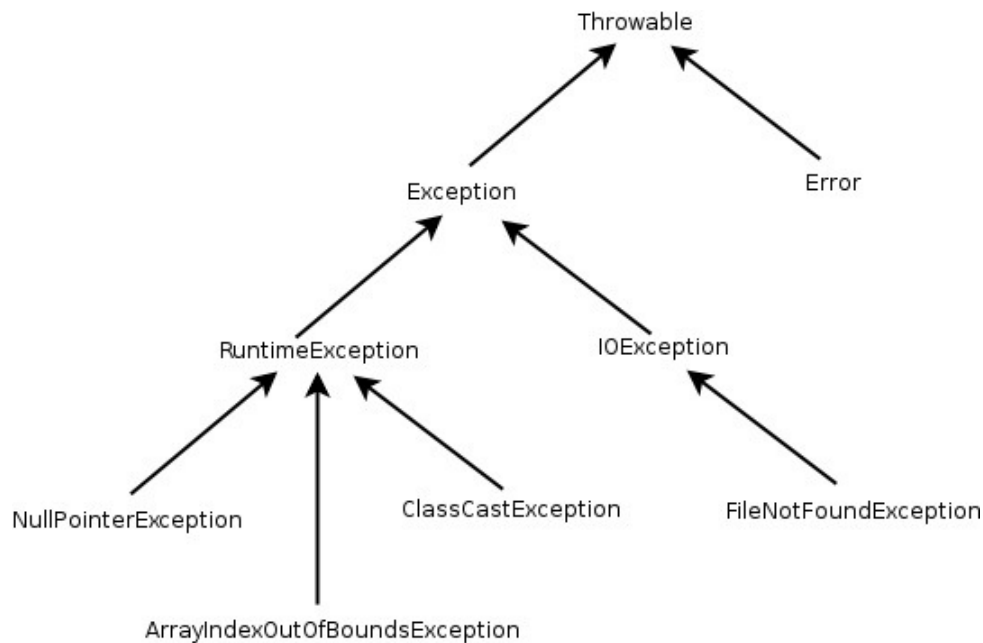 Throwable
Exception
Error
RuntimeException
IOException
NullPointerException
ClassCastException
FileNotFoundException
ArrayIndexOutOfBoundsException